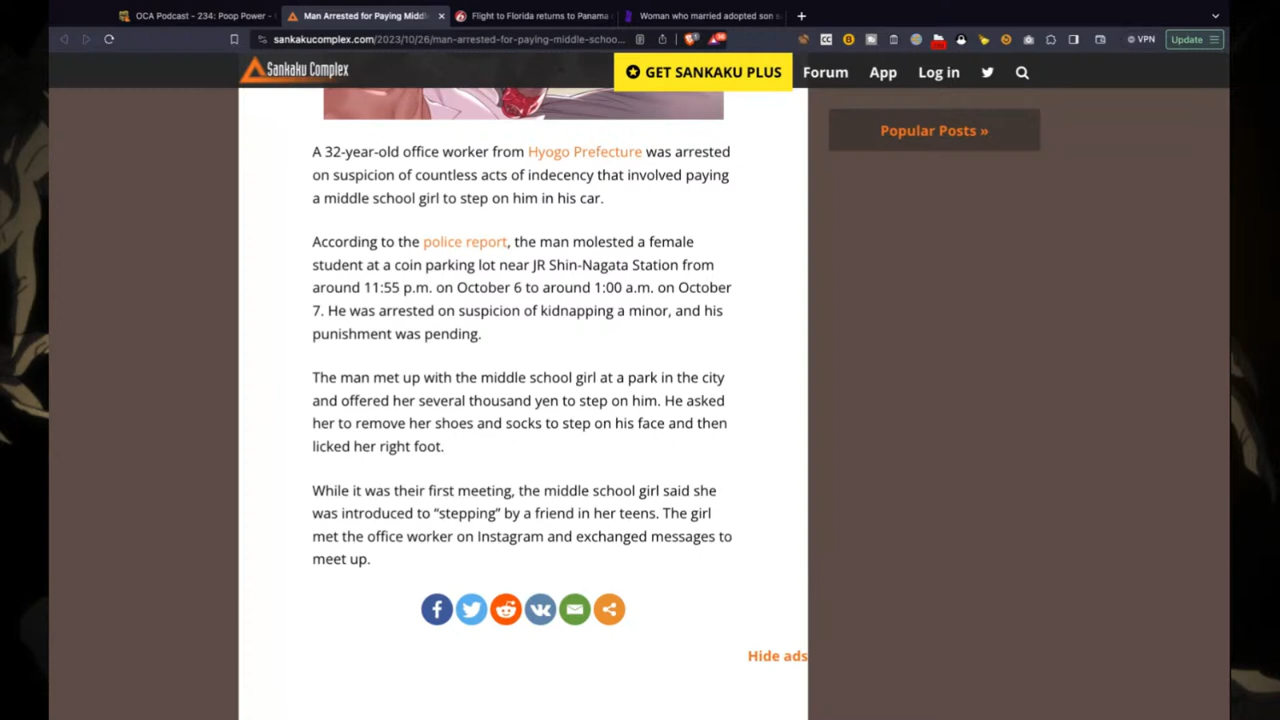 OCA Podcast - 234: Poop Power -
Man Arrested for Paying Middl
Flight to Florida returns to Panama
Woman who married adopted son s
sankakucomplex.com/2023/10/26/man-arrested-for-paying-middle-schoo...
VPN
Update
Sankaku Complex
GET SANKAKU PLUS
Forum
App
Log in
Popular Posts »
A 32-year-old office worker from Hyogo Prefecture was arrested
on suspicion of countless acts of indecency that involved paying
a middle school girl to step on him in his car.
According to the police report, the man molested a female
student at a coin parking lot near JR Shin-Nagata Station from
around 11:55 p.m. on October 6 to around 1:00 a.m. on October
7. He was arrested on suspicion of kidnapping a minor, and his
punishment was pending.
The man met up with the middle school girl at a park in the city
and offered her several thousand yen to step on him. He asked
her to remove her shoes and socks to step on his face and then
licked her right foot.
While it was their first meeting, the middle school girl said she
was introduced to “stepping” by a friend in her teens. The girl
met the office worker on Instagram and exchanged messages to
meet up.
Hide ads